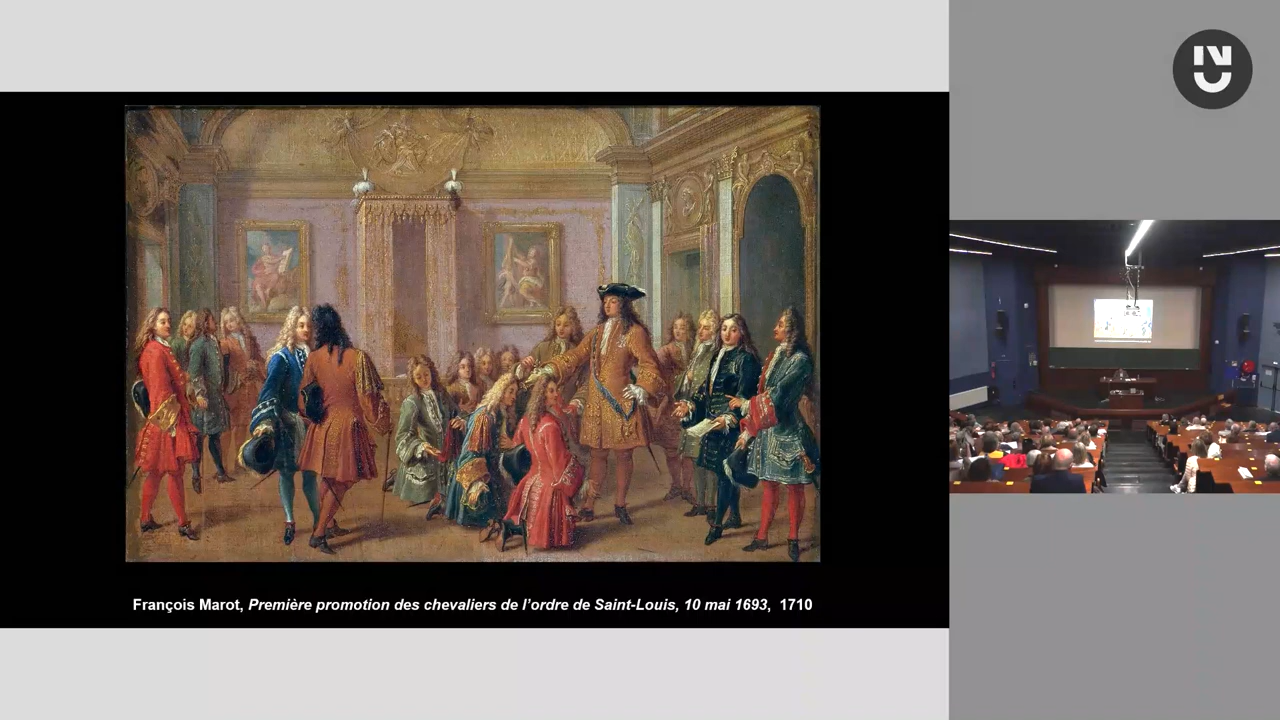 François Marot, Première promotion des chevaliers de l'ordre de Saint-Louis, 10 mai 1693, 1710